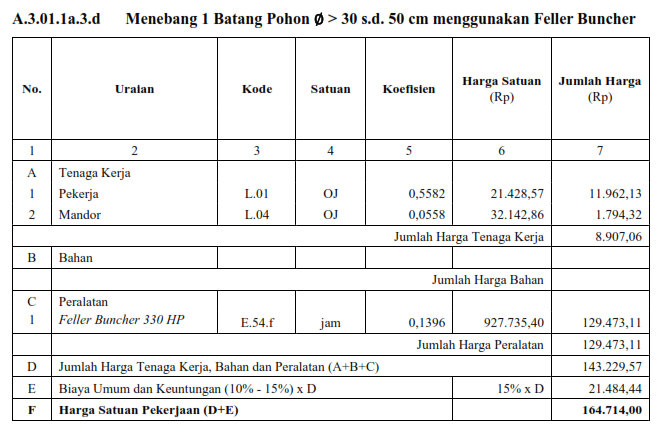 A.3.01.1a.3.d Menebang 1 Batang Pohon Ø > 30 s.d. 50 cm menggunakan Feller Buncher
No. Uraian Kode Satuan Koefisien Harga Satuan (Rp) Jumlah Harga (Rp)
1 2 3 4 5 6 7
A Tenaga Kerja
1 Pekerja L.01 OJ 0,5582 21.428,57 11.962,13
2 Mandor L.04 OJ 0,0558 32.142,86 1.794,32
Jumlah Harga Tenaga Kerja 8.907,06
B Bahan
Jumlah Harga Bahan
C Peralatan
1 Feller Buncher 330 HP E.54.f jam 0,1396 927.735,40 129.473,11
Jumlah Harga Peralatan 129.473,11
D Jumlah Harga Tenaga Kerja, Bahan dan Peralatan (A+B+C) 143.229,57
E Biaya Umum dan Keuntungan (10% - 15%) x D 15% x D 21.484,44
F Harga Satuan Pekerjaan (D+E) 164.714,00